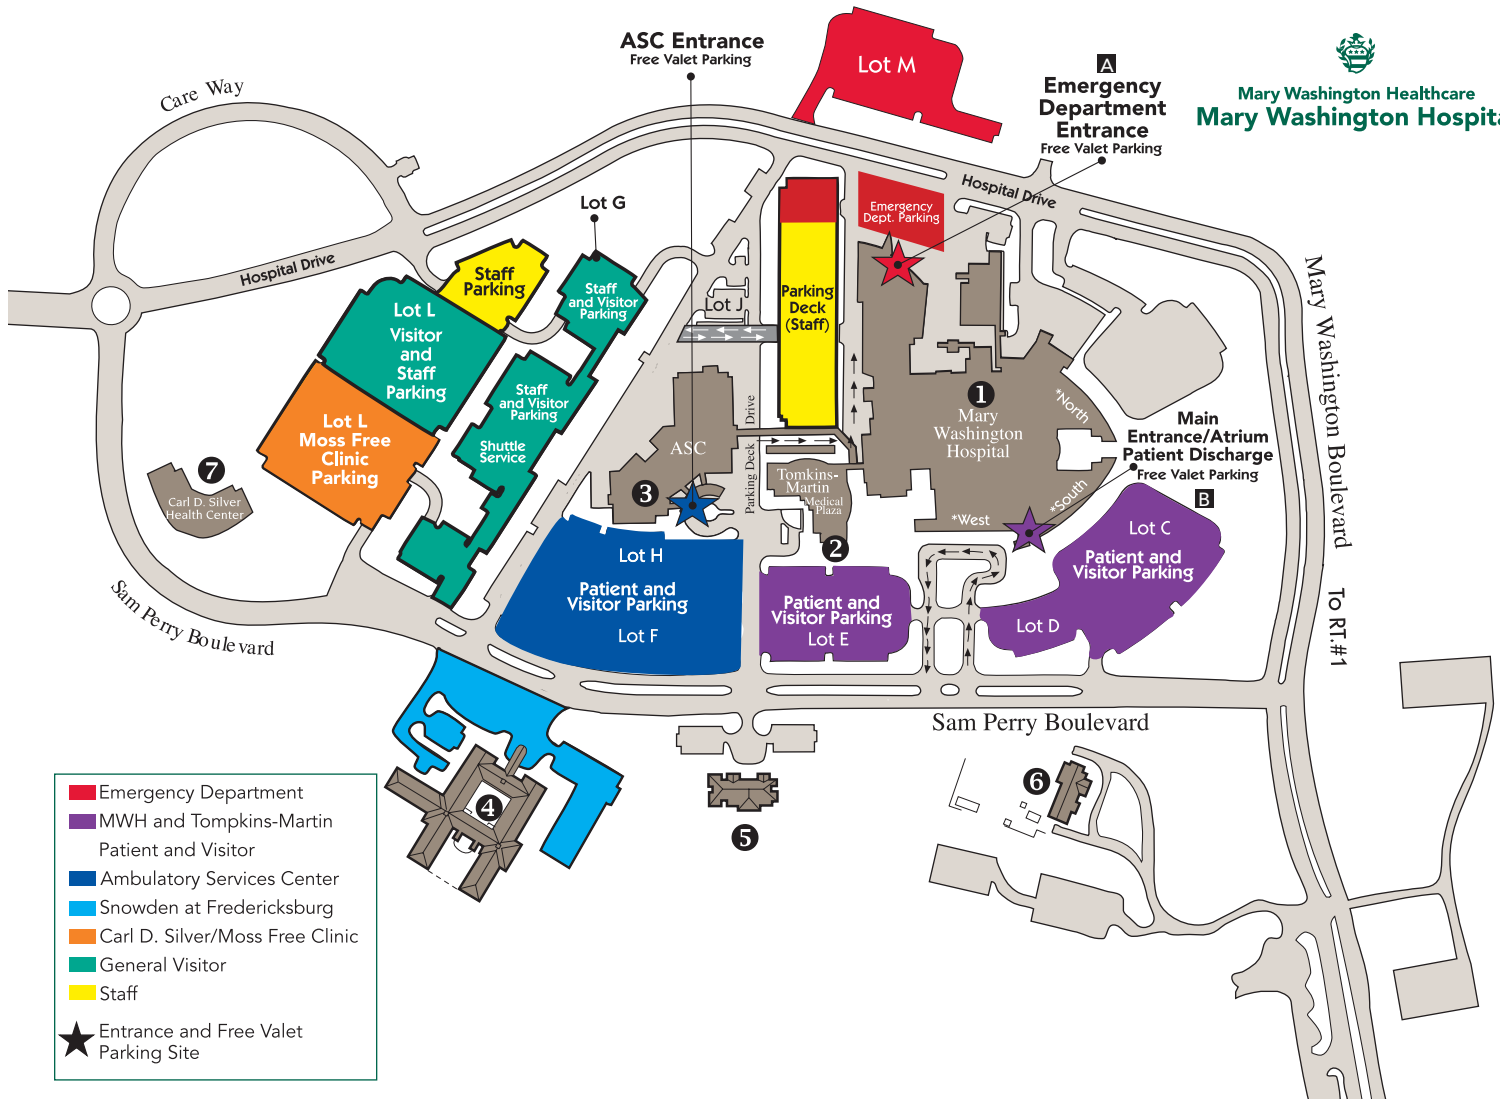 ASC Entrance
Free Valet Parking
Lot M
A
Emergency
Department
Entrance
Free Valet Parking
Mary Washington Healthcare
Mary Washington Hospita
Care Way
Hospital Drive
Hospital Drive
Lot G
Emergency
Dept. Parking
Staff
Parking
Staff
and Visitor
Parking
Lot J
Parking
Deck
(Staff)
Lot L
Visitor
and
Staff
Parking
Mary Washington Boulevard
To RT.#1
Staff
and Visitor
Parking
Shuttle
Service
Lot L
Moss Free
Clinic
Parking
1
Mary
Washington
Hospital
*North
*South
*West
Main
Entrance/Atrium
Patient Discharge
Free Valet Parking
B
Parking Deck Drive
ASC
3
Tomkins-
Martin
Medical
Plaza
2
7
Carl D. Silver
Health Center
Lot H
Patient and
Visitor Parking
Lot F
Patient and
Visitor Parking
Lot E
Lot C
Patient and
Visitor Parking
Lot D
Sam Perry Boulevard
Sam Perry Boulevard
4
5
6
Emergency Department
MWH and Tompkins-Martin
Patient and Visitor
Ambulatory Services Center
Snowden at Fredericksburg
Carl D. Silver/Moss Free Clinic
General Visitor
Staff
Entrance and Free Valet
Parking Site